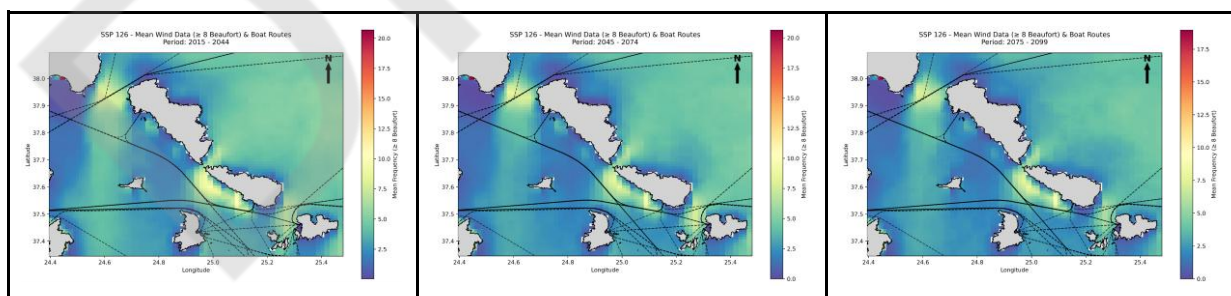 SSP 126 - Mean Wind Data (≥ 8 Beaufort) & Boat Routes
Period: 2015 - 2044
N
38.0
37.9
37.8
37.7
37.6
37.5
37.4
Latitude
24.4 24.6 24.8 25.0 25.2 25.4
Longitude
20.0
17.5
15.0
12.5
10.0
7.5
5.0
2.5
Mean Frequency (≥ 8 Beaufort)
SSP 126 - Mean Wind Data (≥ 8 Beaufort) & Boat Routes
Period: 2045 - 2074
N
38.0
37.9
37.8
37.7
37.6
37.5
37.4
Latitude
24.4 24.6 24.8 25.0 25.2 25.4
Longitude
20.0
17.5
15.0
12.5
10.0
7.5
5.0
2.5
0.0
Mean Frequency (≥ 8 Beaufort)
SSP 126 - Mean Wind Data (≥ 8 Beaufort) & Boat Routes
Period: 2075 - 2099
N
38.0
37.9
37.8
37.7
37.6
37.5
37.4
Latitude
24.4 24.6 24.8 25.0 25.2 25.4
Longitude
17.5
15.0
12.5
10.0
7.5
5.0
2.5
0.0
Mean Frequency (≥ 8 Beaufort)